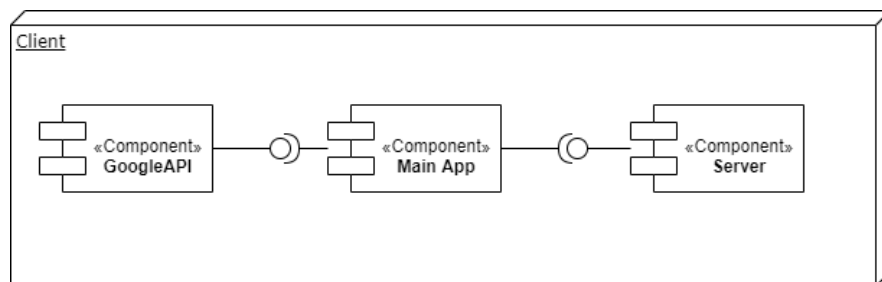 Client
«Component»
GoogleAPI
«Component»
Main App
«Component»
Server